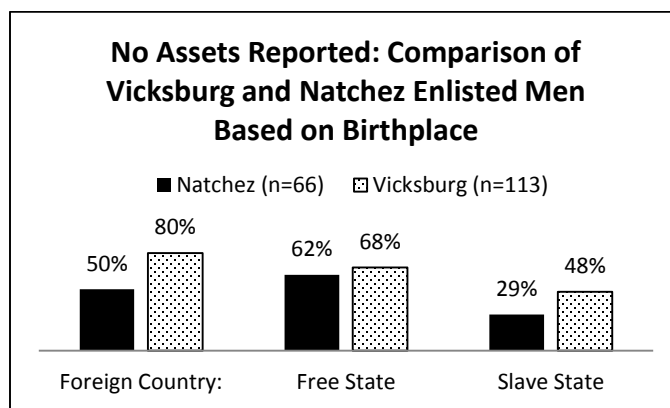 No Assets Reported: Comparison of
Vicksburg and Natchez Enlisted Men
Based on Birthplace
Natchez (n=66) Vicksburg (n=113)
50% 80% 62% 68% 29% 48%
Foreign Country: Free State Slave State